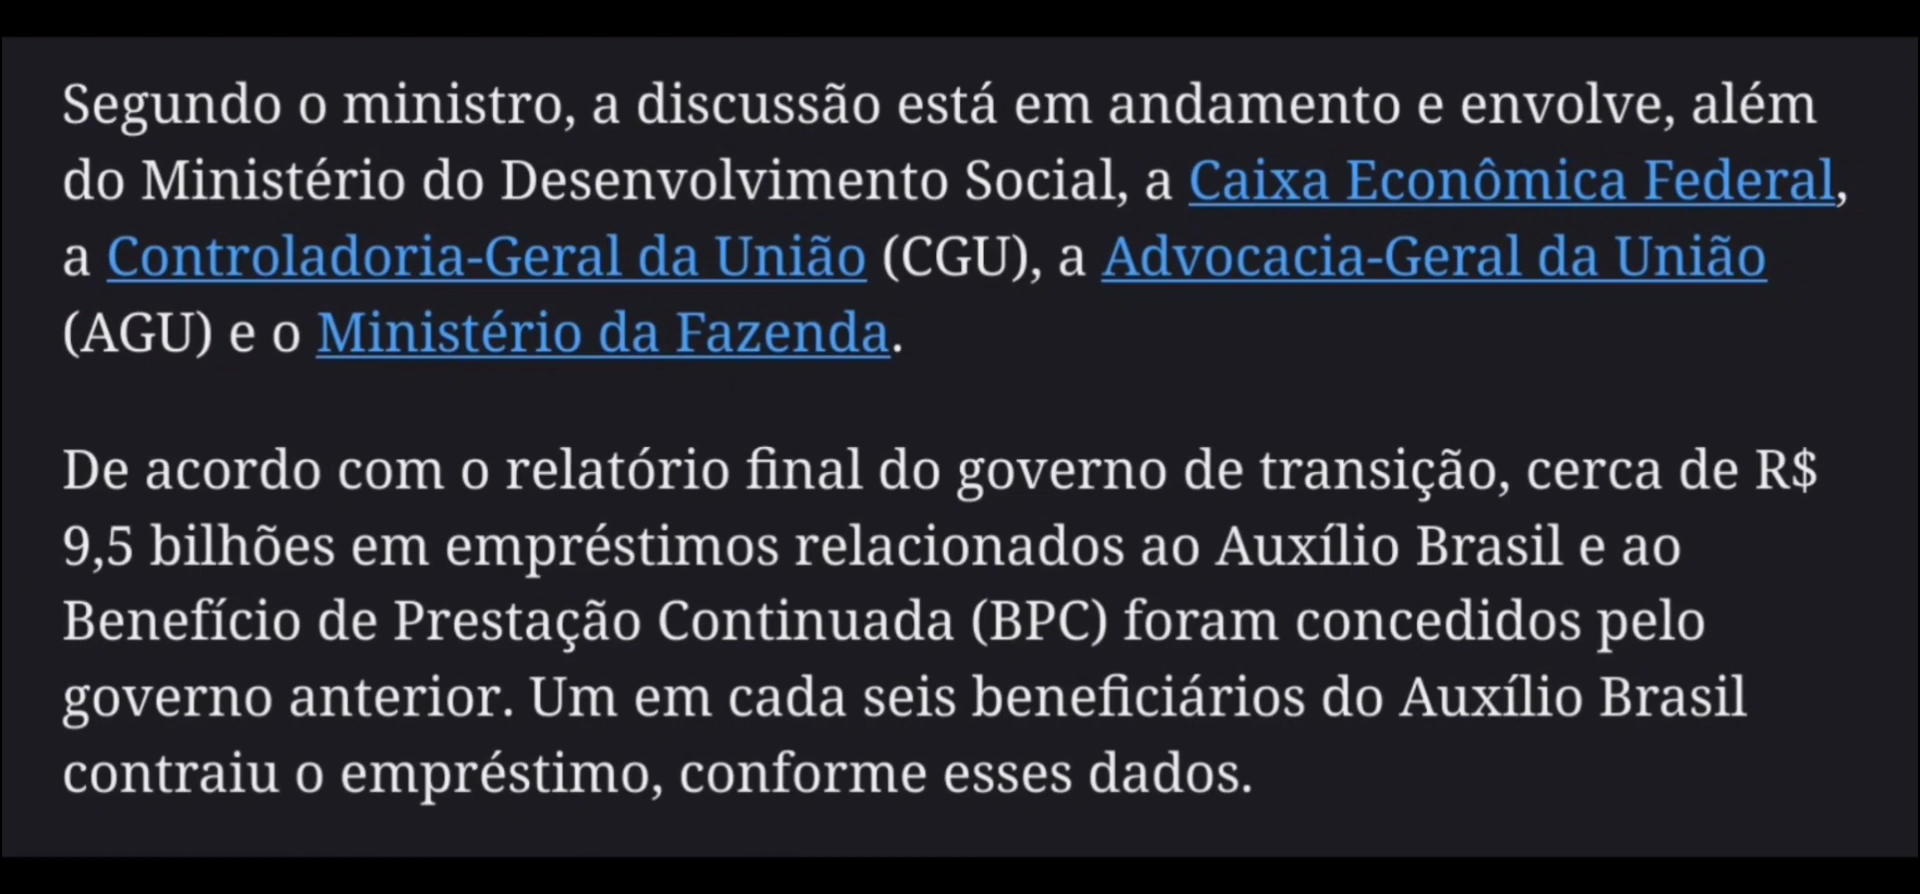 Segundo o ministro, a discussão está em andamento e envolve, além
do Ministério do Desenvolvimento Social, a Caixa Econômica Federal,
a Controladoria-Geral da União (CGU), a Advocacia-Geral da União
(AGU) e o Ministério da Fazenda.
De acordo com o relatório final do governo de transição, cerca de R$
9,5 bilhões em empréstimos relacionados ao Auxílio Brasil e ao
Benefício de Prestação Continuada (BPC) foram concedidos pelo
governo anterior. Um em cada seis beneficiários do Auxílio Brasil
contraiu o empréstimo, conforme esses dados.